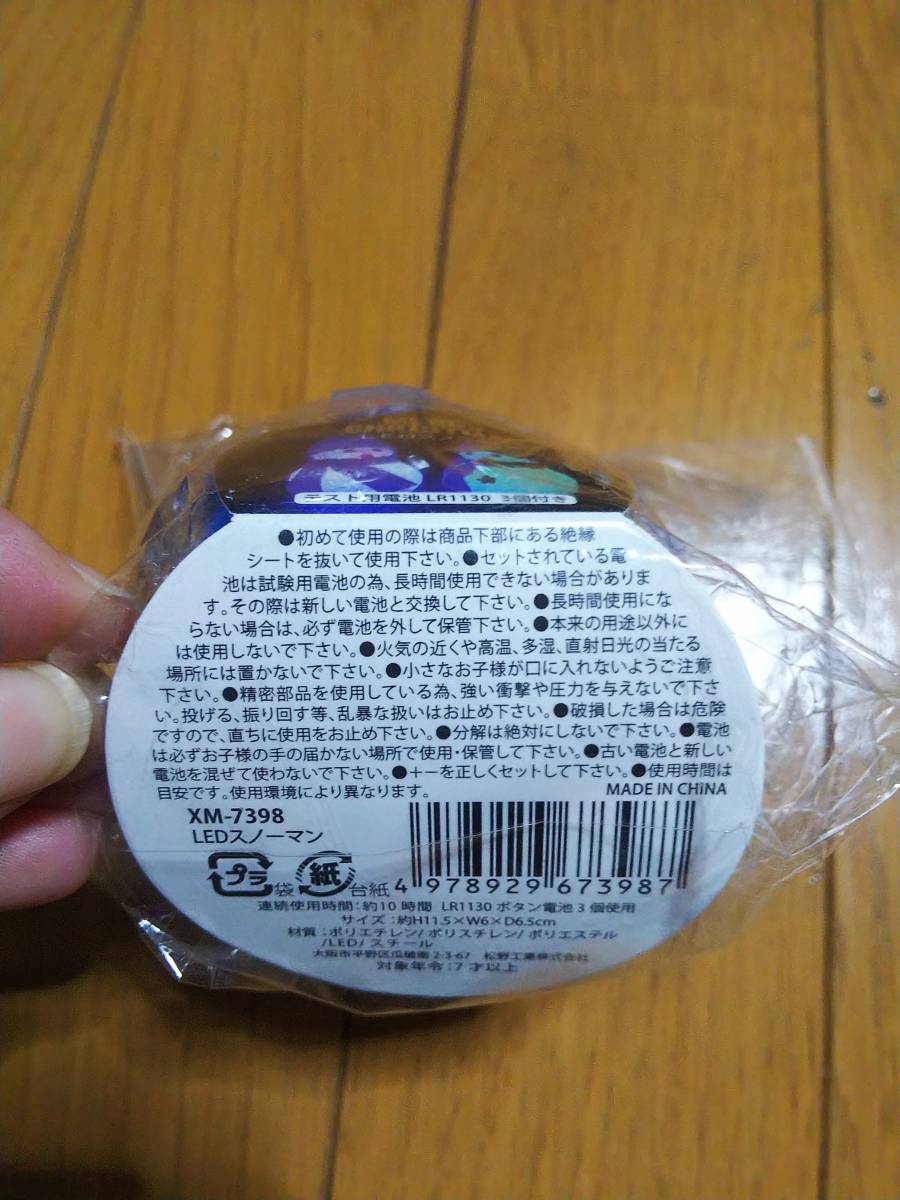 LEDスノーマン
テスト用電池 LR1130 3個付き
●初めて使用の際は商品下部にある絶縁
シートを抜いて使用下さい。●セットされている電
池は試験用電池の為、長時間使用できない場合がありま
す。その際は新しい電池と交換して下さい。●長時間使用にな
らない場合は、必ず電池を外して保管下さい。●本来の用途以外に
は使用しないで下さい。●火気の近くや高温、多湿、直射日光の当たる
場所には置かないで下さい。●小さなお子様が口に入れないようご注意
下さい。●精密部品を使用している為、強い衝撃や圧力を与えないで下さ
い。投げる、振り回す等、乱暴な扱いはお止め下さい。●破損した場合は危険
ですので、直ちに使用をお止め下さい。●分解は絶対にしないで下さい。●電池
は必ずお子様の手の届かない場所で使用・保管して下さい。●古い電池と新しい
電池を混ぜて使わないで下さい。●＋－を正しくセットして下さい。●使用時間は
目安です。使用環境により異なります。 MADE IN CHINA
XM-7398
LEDスノーマン
プラ 袋 紙 台紙 4 978929 673987
連続使用時間：約10時間 LR1130 ボタン電池3個使用
サイズ：約H11.5×W6×D6.5cm
材質：ポリエチレン/ポリスチレン/ポリエステル
/LED/スチール
大阪市平野区瓜破南2-3-67 松野工業株式会社
対象年令：7才以上